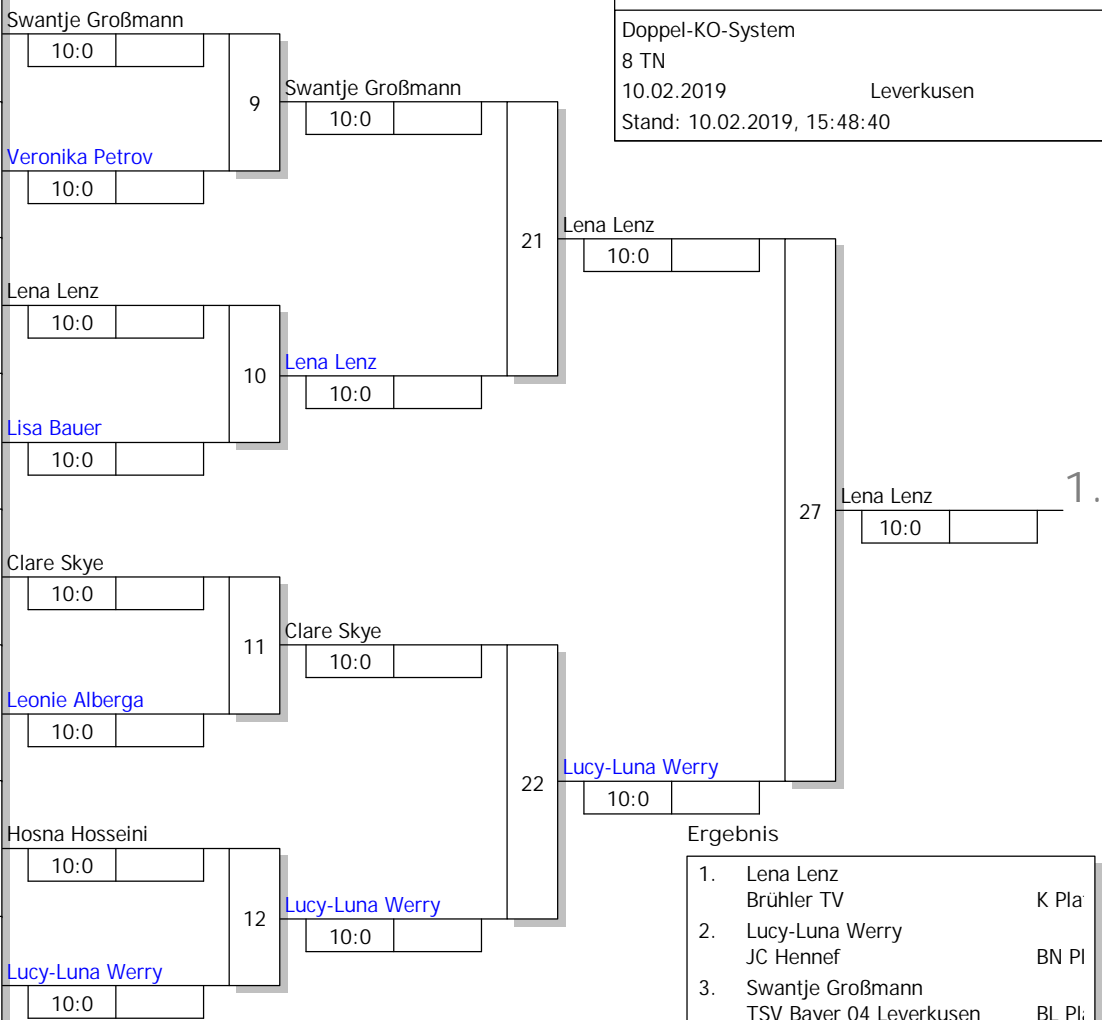 Doppel-KO-System
8 TN
10.02.2019 Leverkusen
Stand: 10.02.2019, 15:48:40
Swantje Großmann
10:0
9
Veronika Petrov
10:0
Lena Lenz
10:0
10
Lisa Bauer
10:0
Clare Skye
10:0
11
Leonie Alberga
10:0
Hosna Hosseini
10:0
12
Lucy-Luna Werry
10:0
Swantje Großmann
10:0
21
Lena Lenz
10:0
Clare Skye
10:0
22
Lucy-Luna Werry
10:0
Lena Lenz
10:0
27
Lucy-Luna Werry
10:0
Lena Lenz 1.
10:0
Ergebnis
1. Lena Lenz
Brühler TV K
2. Lucy-Luna Werry
JC Hennef BN
3. Swantje Großmann
TSV Bayer 04 Leverkusen BL